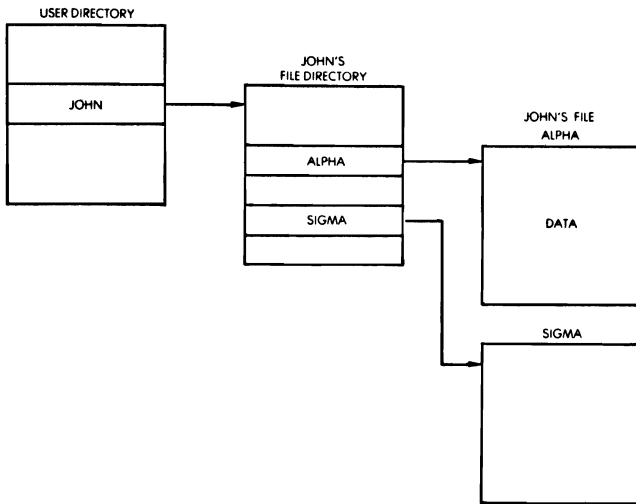 USER DIRECTORY
JOHN
JOHN'S
FILE DIRECTORY
ALPHA
SIGMA
JOHN'S FILE
ALPHA
DATA
SIGMA